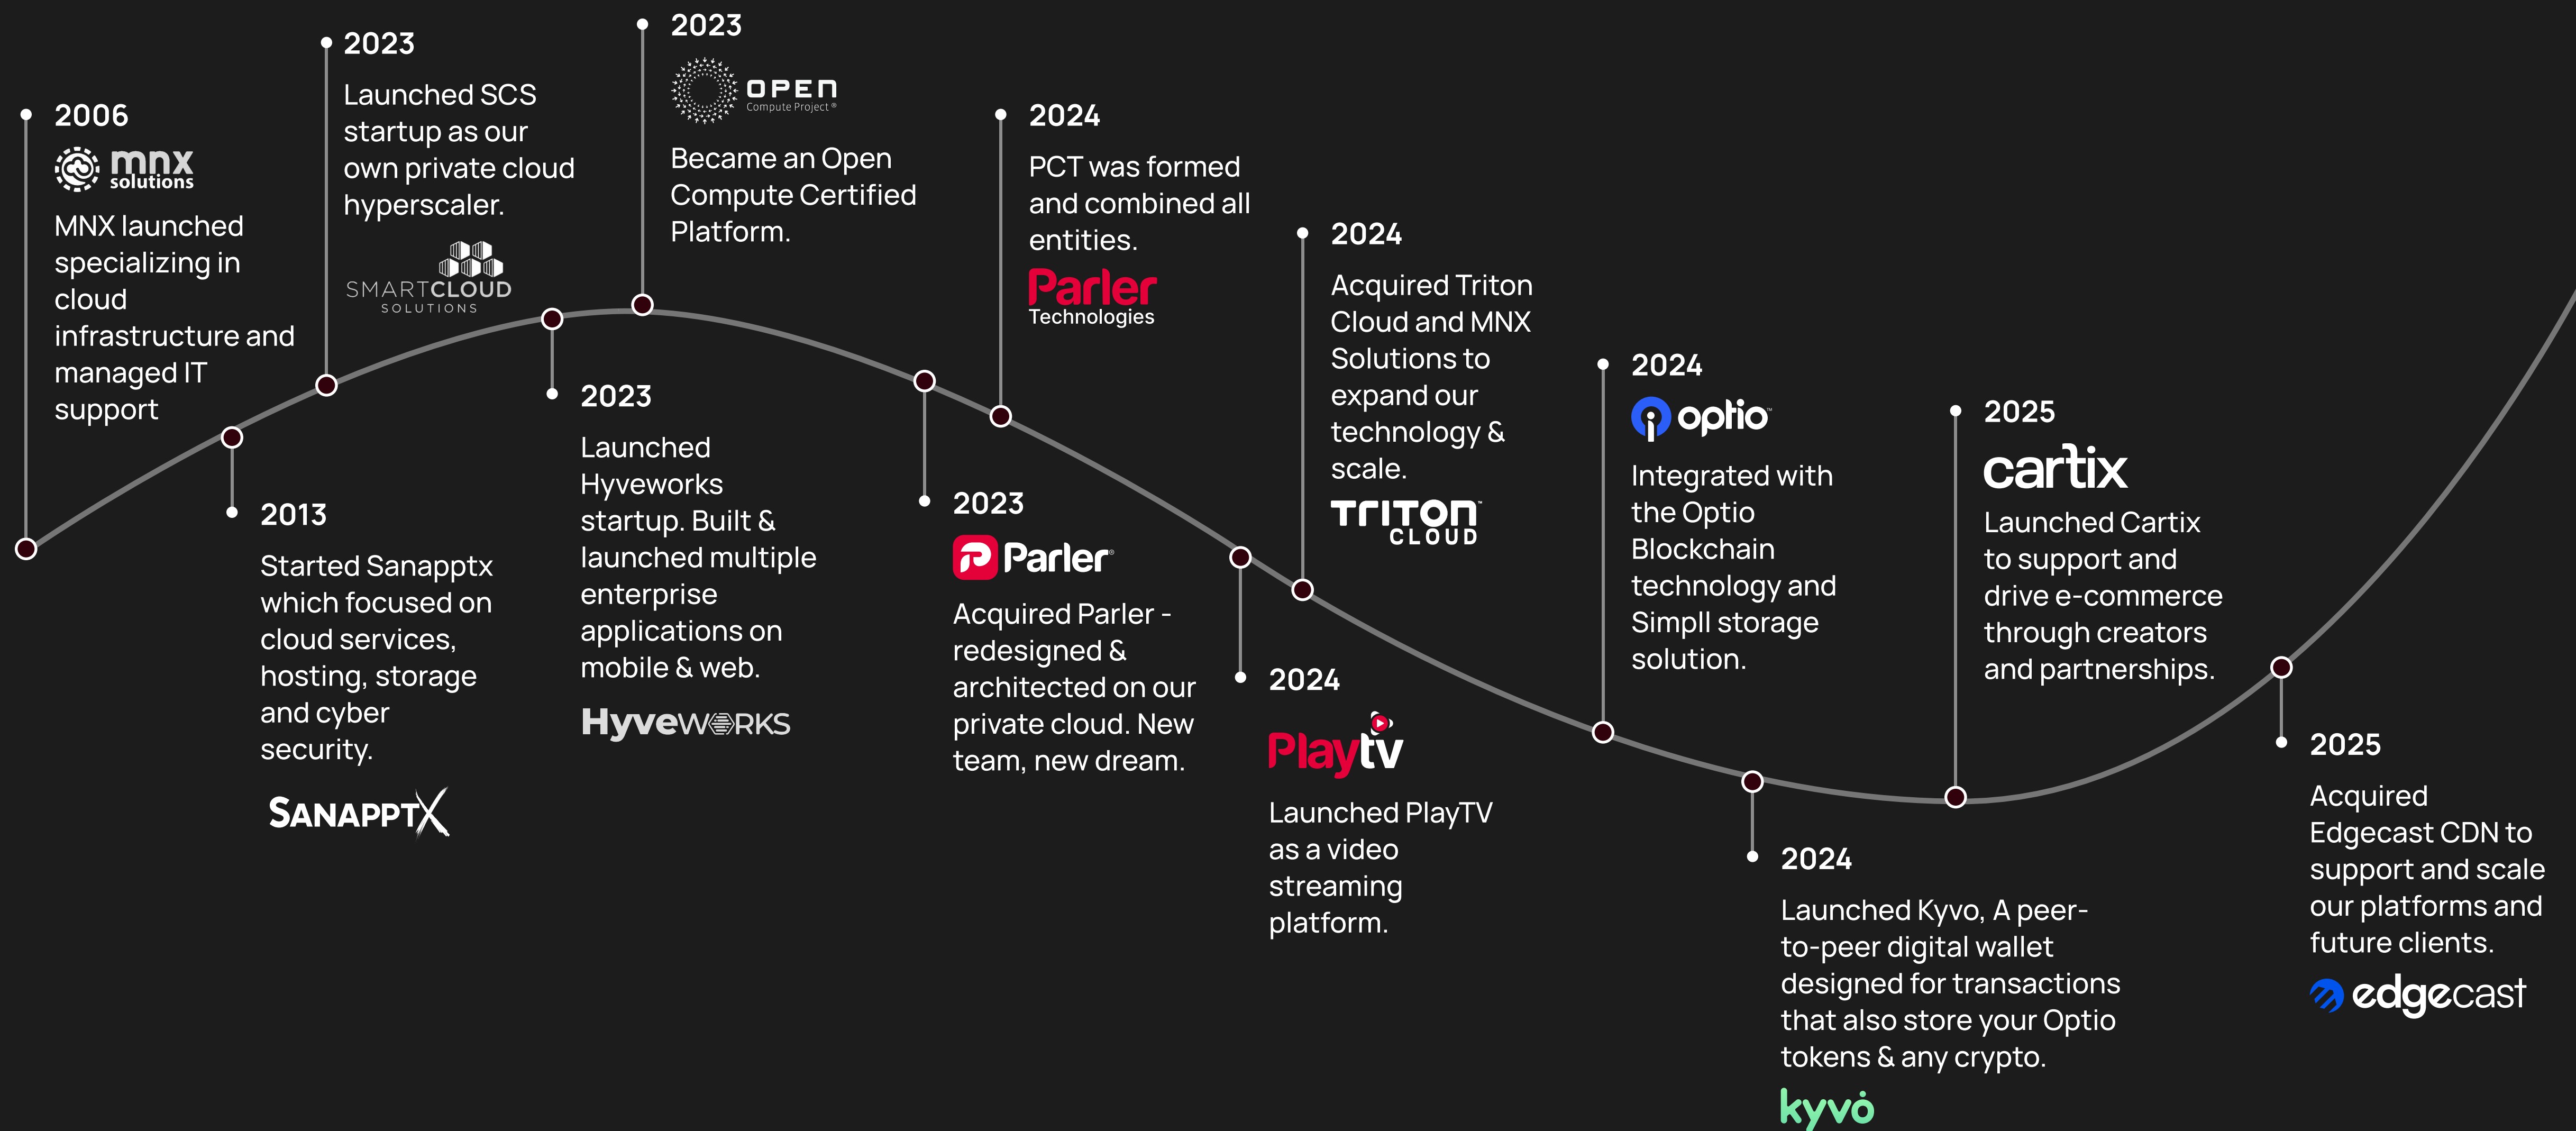 2006
mnx
solutions
MNX launched
specializing in
cloud
infrastructure and
managed IT
support
2013
Started Sanapptx
which focused on
cloud services,
hosting, storage
and cyber
security.
SANAPPTX
2023
Launched SCS
startup as our
own private cloud
hyperscaler.
SMARTCLOUD
SOLUTIONS
2023
Launched
Hyveworks
startup. Built &
launched multiple
enterprise
applications on
mobile & web.
HyveWORKS
2023
OPEN
Compute Project ®
Became an Open
Compute Certified
Platform.
2023
Parler®
Acquired Parler -
redesigned &
architected on our
private cloud. New
team, new dream.
2024
PCT was formed
and combined all
entities.
Parler
Technologies
2024
Playtv
Launched PlayTV
as a video
streaming
platform.
2024
Acquired Triton
Cloud and MNX
Solutions to
expand our
technology &
scale.
TRITON™
CLOUD
2024
optio™
Integrated with
the Optio
Blockchain
technology and
Simpll storage
solution.
2024
Launched Kyvo, A peer-
to-peer digital wallet
designed for transactions
that also store your Optio
tokens & any crypto.
kyvo
2025
cartix
Launched Cartix
to support and
drive e-commerce
through creators
and partnerships.
2025
Acquired
Edgecast CDN to
support and scale
our platforms and
future clients.
edgecast